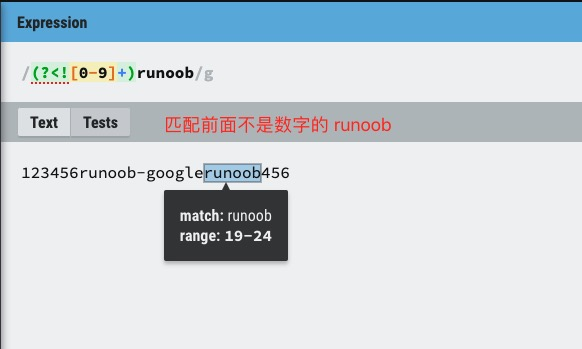 Expression
/(?<![0-9]+)runoob/g
Text Tests 匹配前面不是数字的 runoob
123456runoob-googlerunoob456
match: runoob
range: 19-24